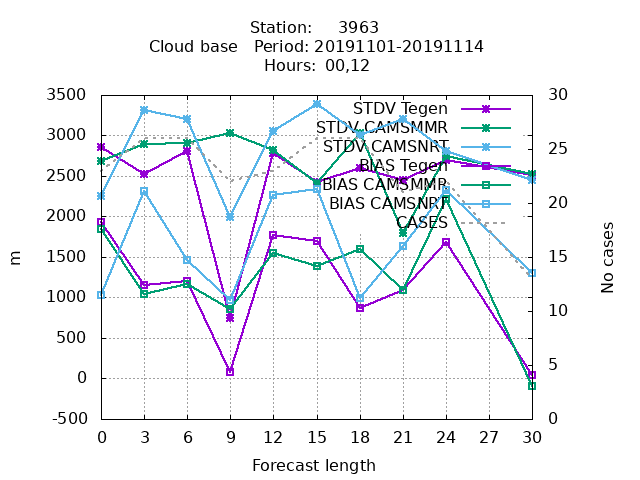 Station: 3963
Cloud base Period: 20191101-20191114
Hours: 00,12
3500
3000
2500
2000
1500
1000
500
0
-500
m
30
25
20
15
10
5
0
No cases
STDV Tegen
STDV CAMSMMR
STDV CAMSNRT
BIAS Tegen
BIAS CAMSMMR
BIAS CAMSNRT
CASES
0 3 6 9 12 15 18 21 24 27 30
Forecast length